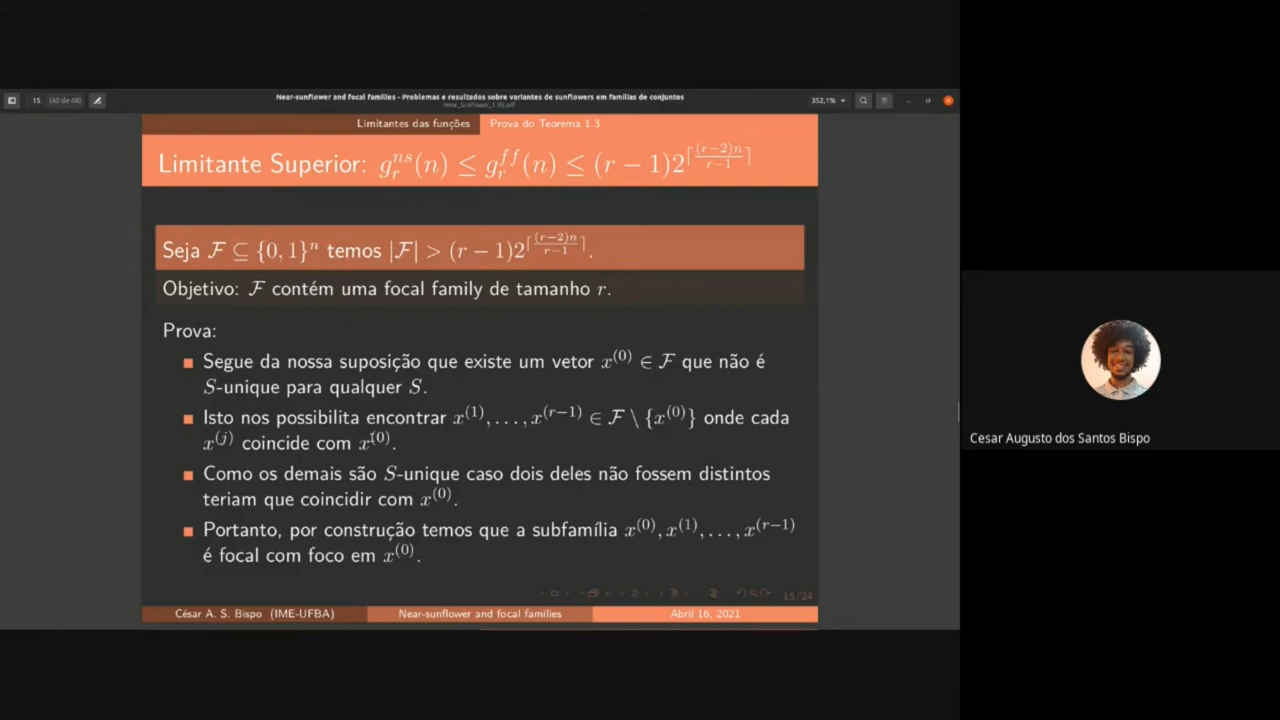 15 (40 de 68)
Near-sunflower and focal families - Problemas e resultados sobre variantes de sunflowers em famílias de conjuntos
352,1%
Limitantes das funções Prova do Teorema 1.3
Limitante Superior: $g_r^{ns}(n) \leq g_r^{ff}(n) \leq (r-1)2^{\lceil \frac{(r-2)n}{r-1} \rceil}$
Seja $\mathcal{F} \subseteq \{0,1\}^n$ temos $|\mathcal{F}| > (r-1)2^{\lceil \frac{(r-2)n}{r-1} \rceil}$.
Objetivo: $\mathcal{F}$ contém uma focal family de tamanho $r$.
Prova:
Segue da nossa suposição que existe um vetor $x^{(0)} \in \mathcal{F}$ que não é
$S$-unique para qualquer $S$.
Isto nos possibilita encontrar $x^{(1)}, \ldots, x^{(r-1)} \in \mathcal{F} \setminus \{x^{(0)}\}$ onde cada
$x^{(j)}$ coincide com $x^{(0)}$.
Como os demais são $S$-unique caso dois deles não fossem distintos
teriam que coincidir com $x^{(0)}$.
Portanto, por construção temos que a subfamília $x^{(0)}, x^{(1)}, \ldots, x^{(r-1)}$
é focal com foco em $x^{(0)}$.
15/24
César A. S. Bispo (IME-UFBA) Near-sunflower and focal families Abril 16, 2021
Cesar Augusto dos Santos Bispo